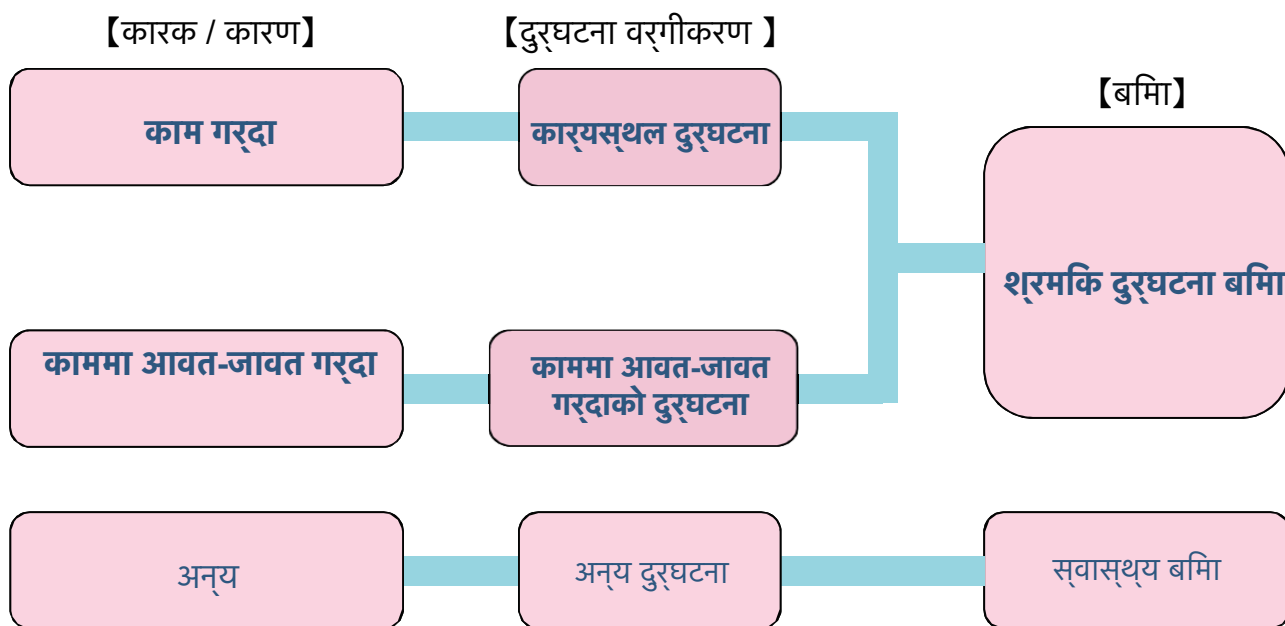 【कारक / कारण】
【दुर्घटना वर्गीकरण 】
【बिमा】
काम गर्दा
कार्यस्थल दुर्घटना
श्रमिक दुर्घटना बिमा
काममा आवत-जावत गर्दा
काममा आवत-जावत
गर्दाको दुर्घटना
अन्य
अन्य दुर्घटना
स्वास्थ्य बिमा